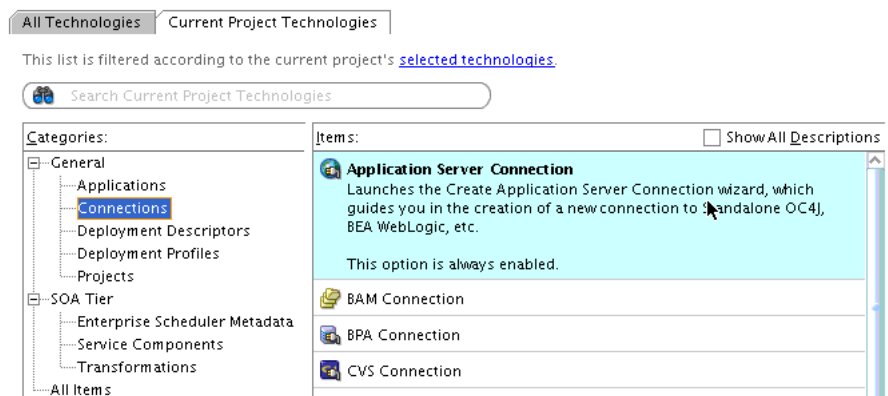 All Technologies Current Project Technologies
This list is filtered according to the current project's selected technologies.
Search Current Project Technologies
Categories:
General
Applications
Connections
Deployment Descriptors
Deployment Profiles
Projects
SOA Tier
Enterprise Scheduler Metadata
Service Components
Transformations
All Items
Items: Show All Descriptions
Application Server Connection
Launches the Create Application Server Connection wizard, which
guides you in the creation of a new connection to Standalone OC4J,
BEA WebLogic, etc.
This option is always enabled.
BAM Connection
BPA Connection
CVS Connection